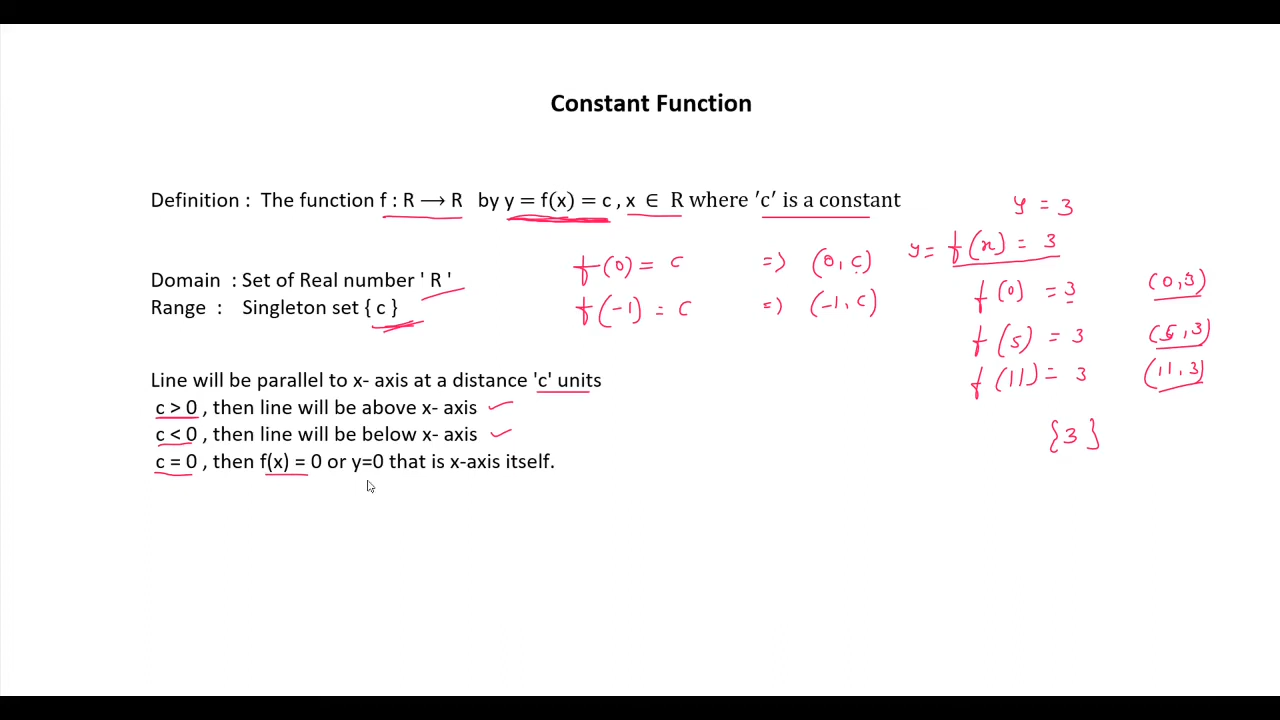 Constant Function
Definition : The function f : R ⟶ R by y = f(x) = c , x ∈ R where 'c' is a constant
Domain : Set of Real number ' R '
Range : Singleton set { c }
f(0) = c => (0, c)
f(-1) = c => (-1, c)
y = 3
y = f(x) = 3
f(0) = 3 (0,3)
f(5) = 3 (5,3)
f(11) = 3 (11,3)
{3}
Line will be parallel to x- axis at a distance 'c' units
c > 0 , then line will be above x- axis ✓
c < 0 , then line will be below x- axis ✓
c = 0 , then f(x) = 0 or y=0 that is x-axis itself.